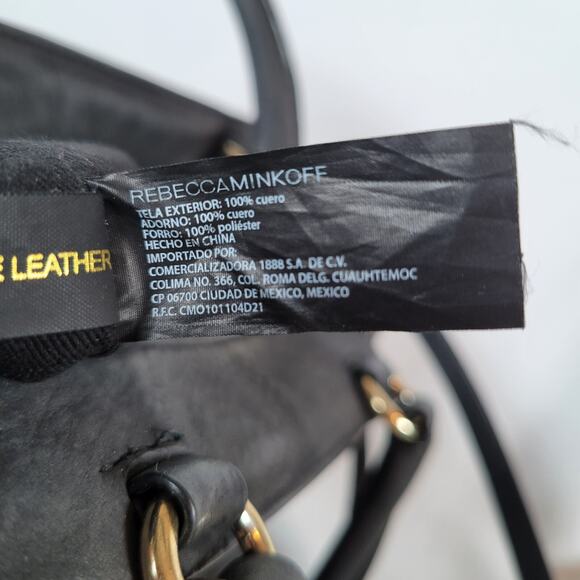 REBECCAMINKOFF
TELA EXTERIOR: 100% cuero
ADORNO: 100% cuero
FORRO: 100% poliéster
HECHO EN CHINA
IMPORTADO POR:
COMERCIALIZADORA 1888 S.A. DE C.V.
COLIMA NO. 366, COL. ROMA DELG. CUAUHTEMOC
CP 06700 CIUDAD DE MEXICO, MEXICO
R.F.C. CMO101104D21
LEATHER